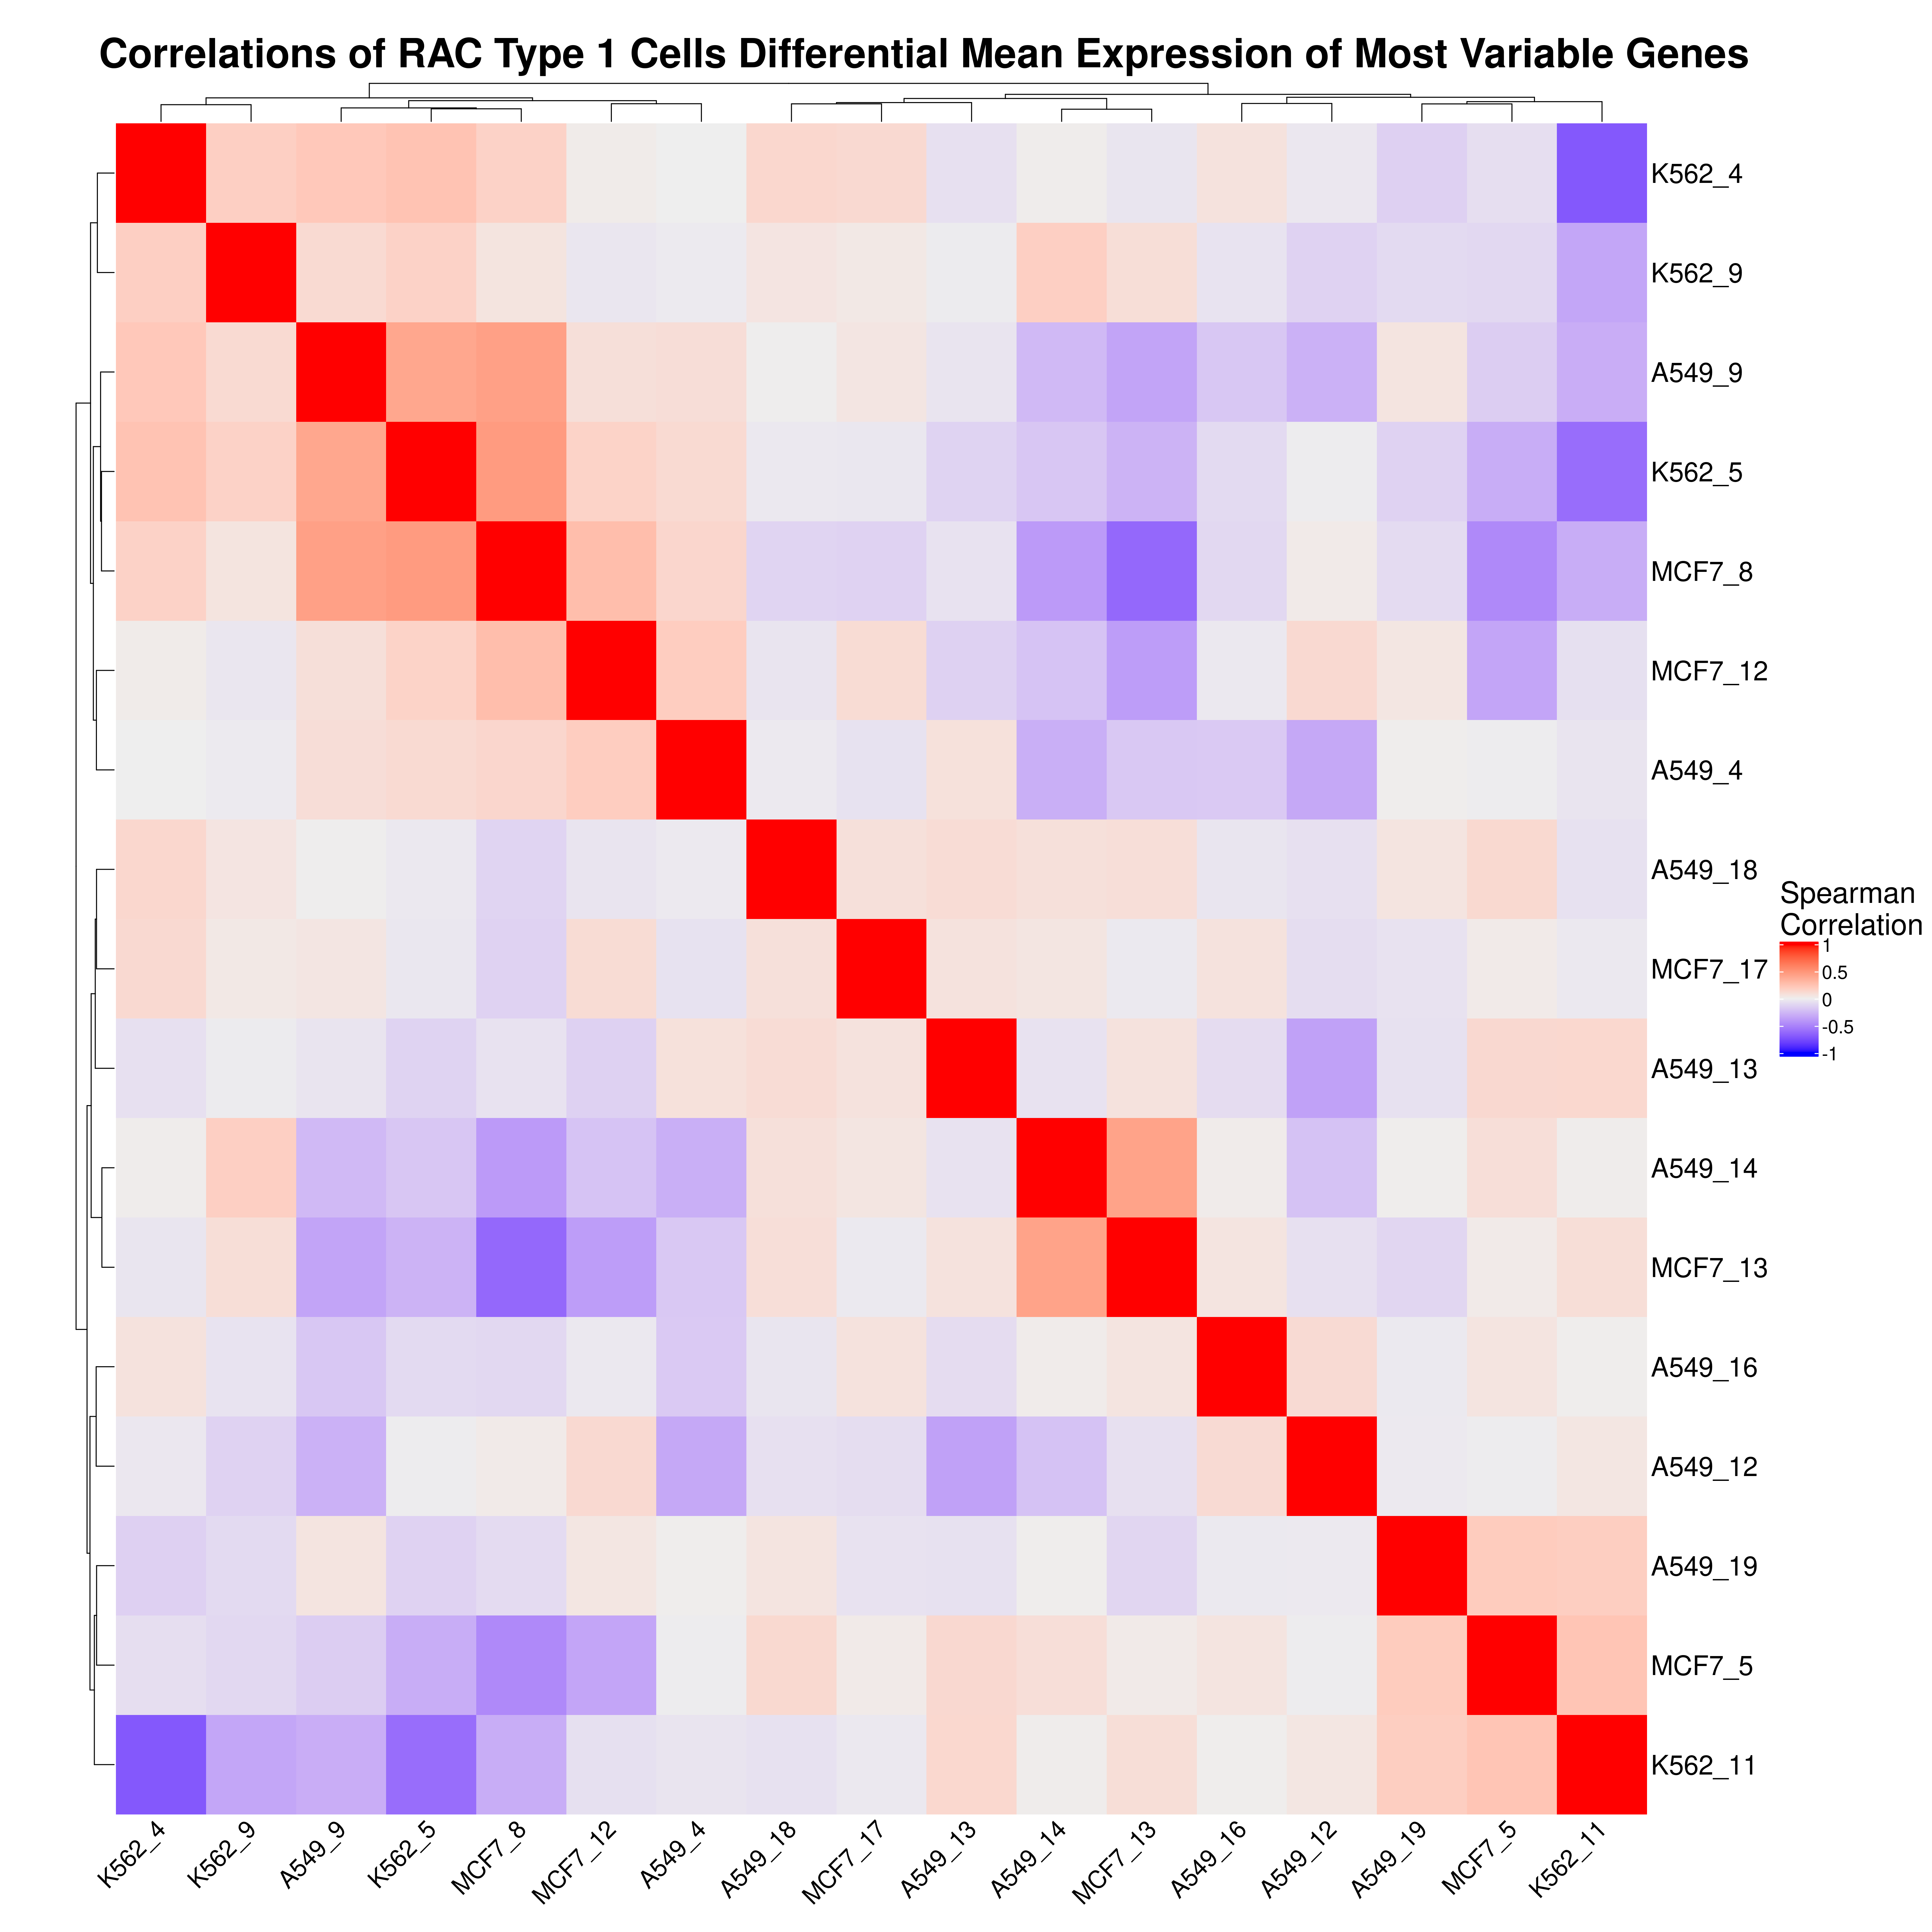 Correlations of RAC Type 1 Cells Differential Mean Expression of Most Variable Genes
K562_4
K562_9
A549_9
K562_5
MCF7_8
MCF7_12
A549_4
A549_18
MCF7_17
A549_13
A549_14
MCF7_13
A549_16
A549_12
A549_19
MCF7_5
K562_11
Spearman
Correlation
1
0.5
0
-0.5
-1
K562_4
K562_9
A549_9
K562_5
MCF7_8
MCF7_12
A549_4
A549_18
MCF7_17
A549_13
A549_14
MCF7_13
A549_16
A549_12
A549_19
MCF7_5
K562_11